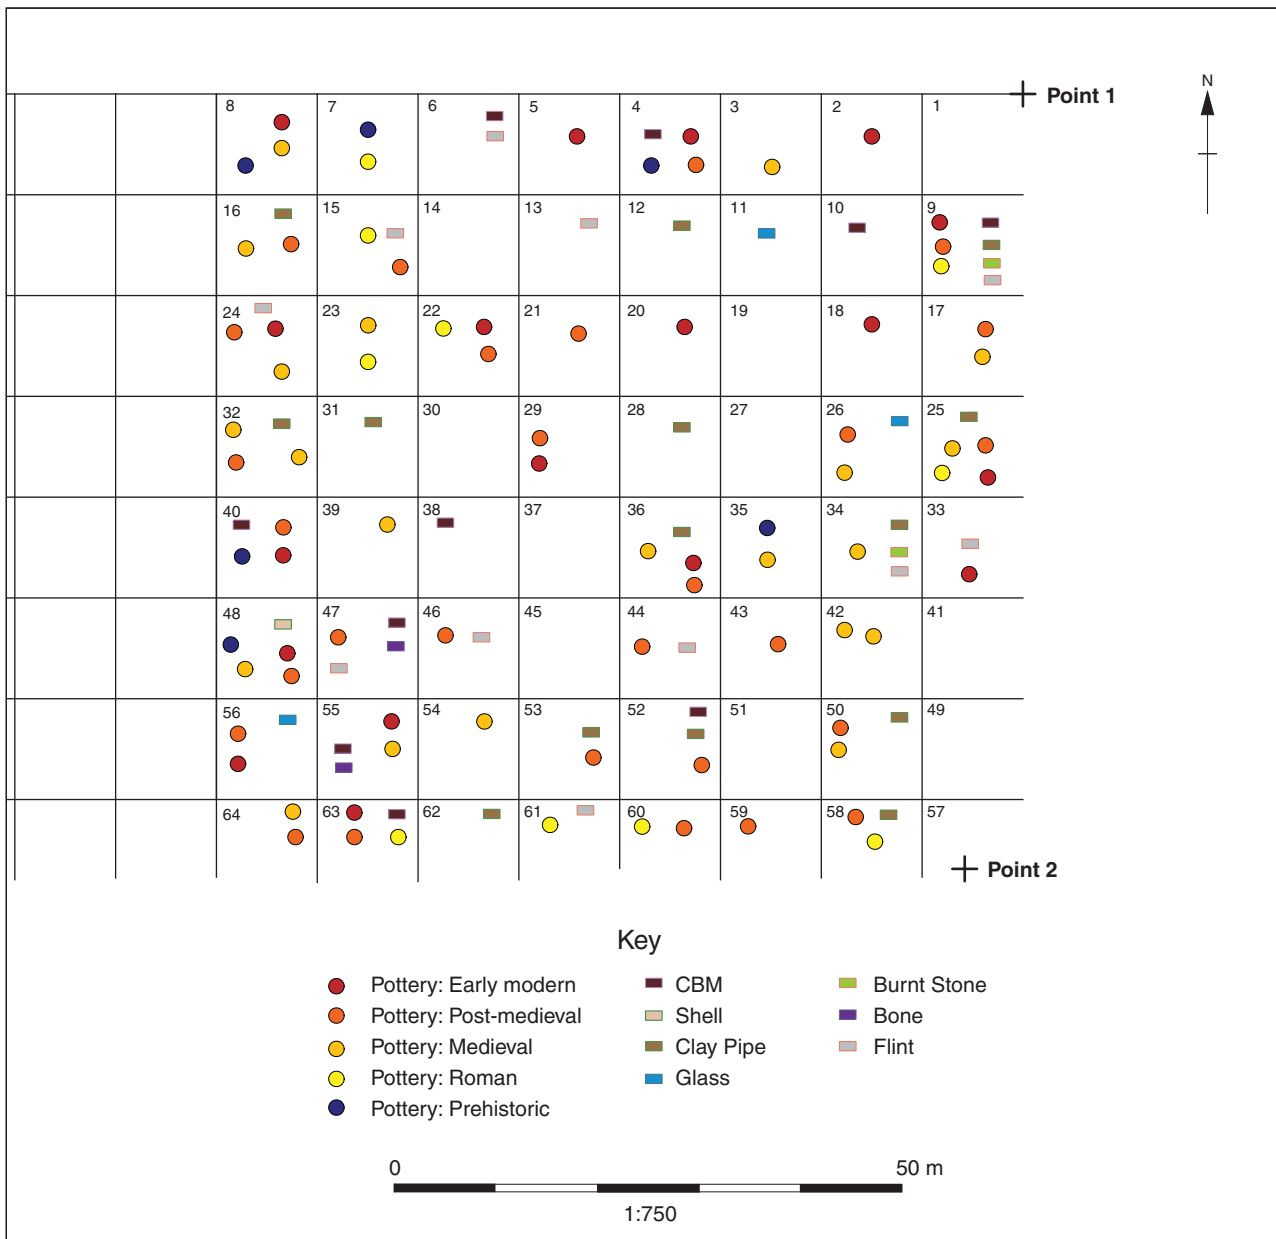 N
Point 1
8 7 6 5 4 3 2 1
16 15 14 13 12 11 10 9
24 23 22 21 20 19 18 17
32 31 30 29 28 27 26 25
40 39 38 37 36 35 34 33
48 47 46 45 44 43 42 41
56 55 54 53 52 51 50 49
64 63 62 61 60 59 58 57
Point 2
Key
Pottery: Early modern
Pottery: Post-medieval
Pottery: Medieval
Pottery: Roman
Pottery: Prehistoric
CBM
Shell
Clay Pipe
Glass
Burnt Stone
Bone
Flint
0 50 m
1:750